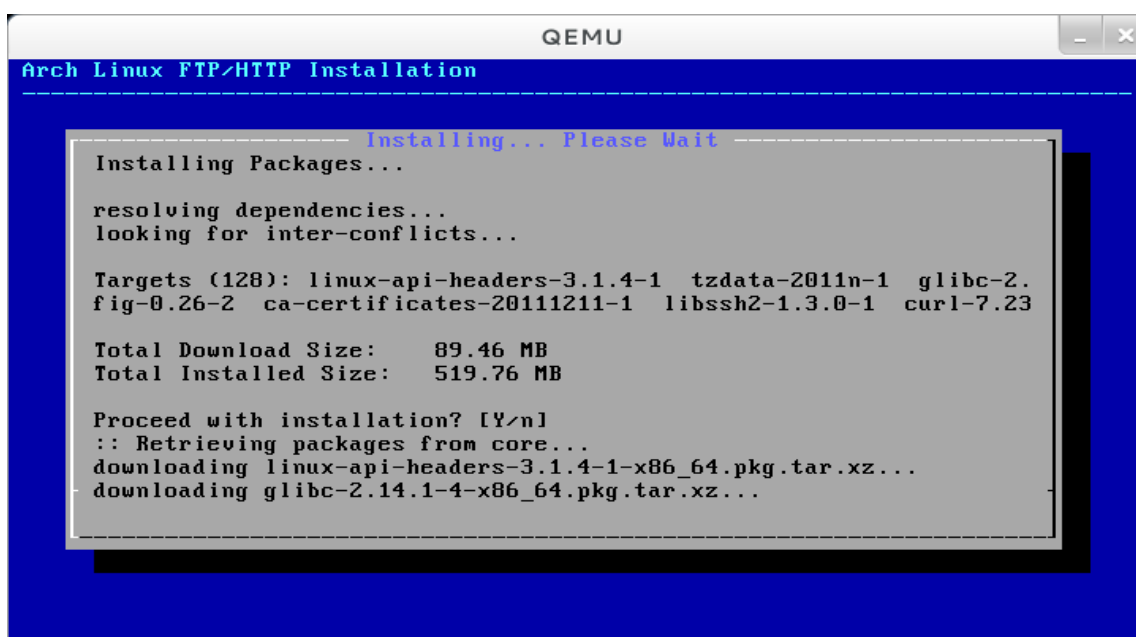 QEMU
Arch Linux FTP/HTTP Installation
Installing... Please Wait
Installing Packages...
resolving dependencies...
looking for inter-conflicts...
Targets (128): linux-api-headers-3.1.4-1  tzdata-2011n-1  glibc-2.
fig-0.26-2  ca-certificates-20111211-1  libssh2-1.3.0-1  curl-7.23
Total Download Size:    89.46 MB
Total Installed Size:   519.76 MB
Proceed with installation? [Y/n]
:: Retrieving packages from core...
downloading linux-api-headers-3.1.4-1-x86_64.pkg.tar.xz...
downloading glibc-2.14.1-4-x86_64.pkg.tar.xz...